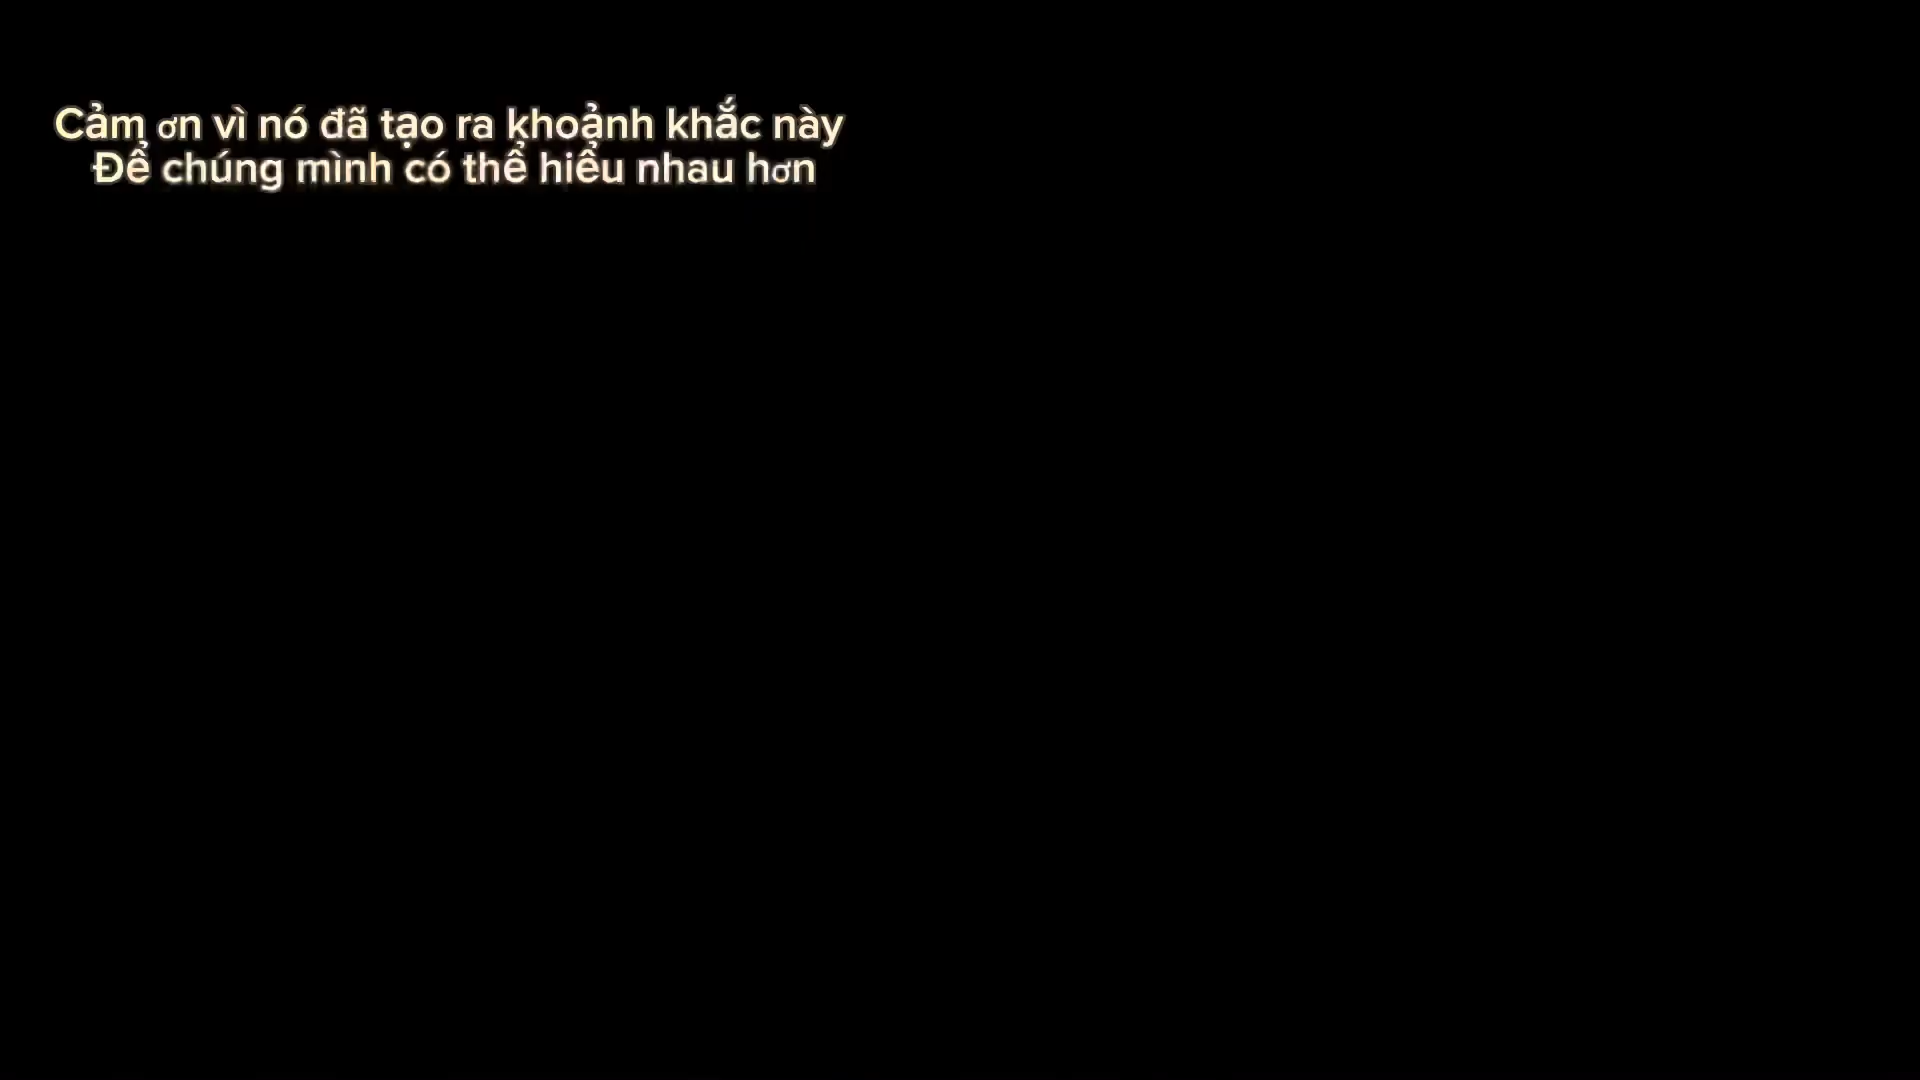 Cảm ơn vì nó đã tạo ra khoảnh khắc này
Để chúng mình có thể hiểu nhau hơn